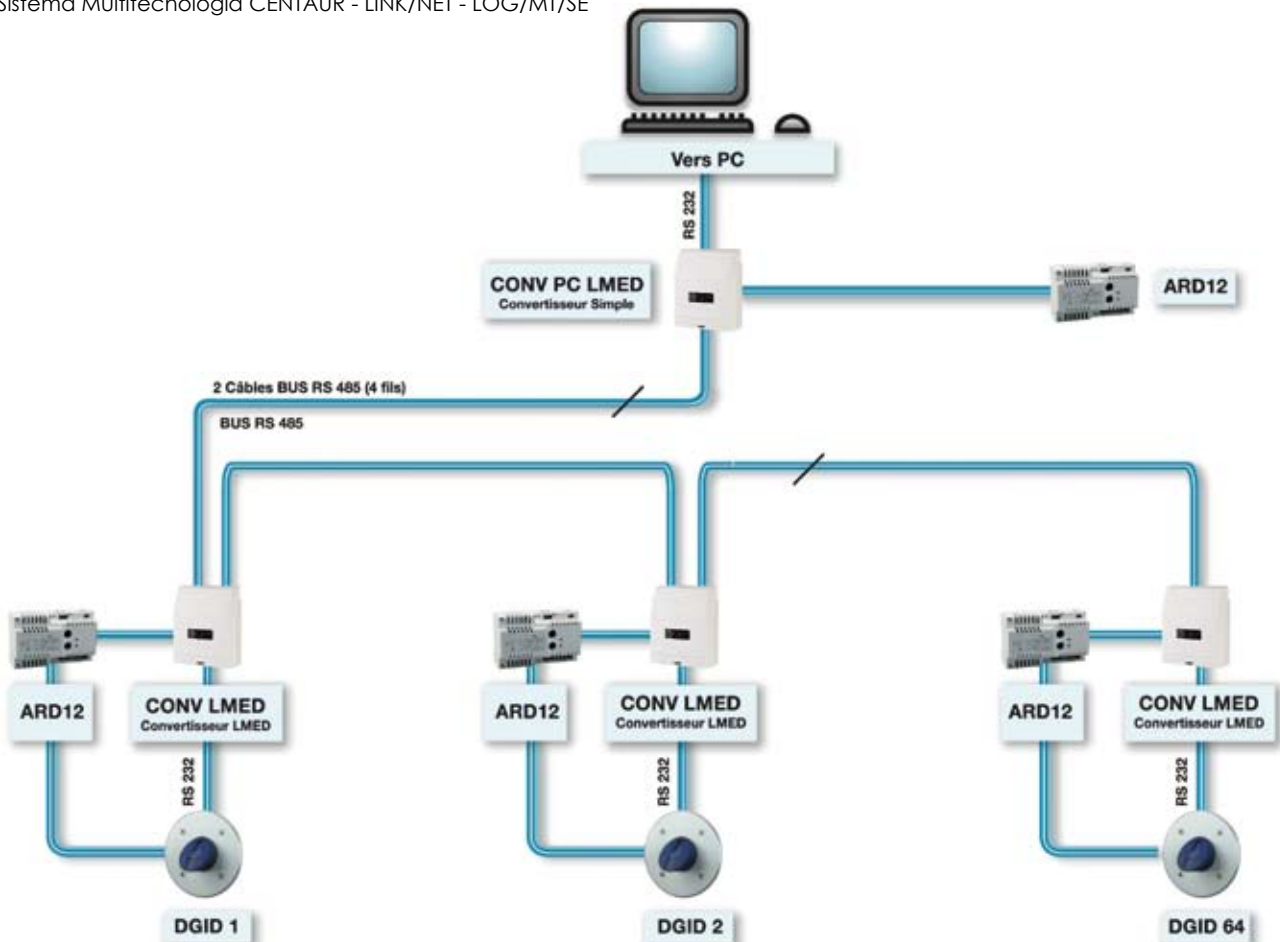 Sistema Multitecnologia CENTAUR - LINK/NET - LOG/MT/SE
Vers PC
RS 232
CONV PC LMED
Convertisseur Simple
ARD12
2 Câbles BUS RS 485 (4 fils)
BUS RS 485
ARD12
CONV LMED
Convertisseur LMED
ARD12
CONV LMED
Convertisseur LMED
ARD12
CONV LMED
Convertisseur LMED
RS 232
RS 232
RS 232
DGID 1
DGID 2
DGID 64